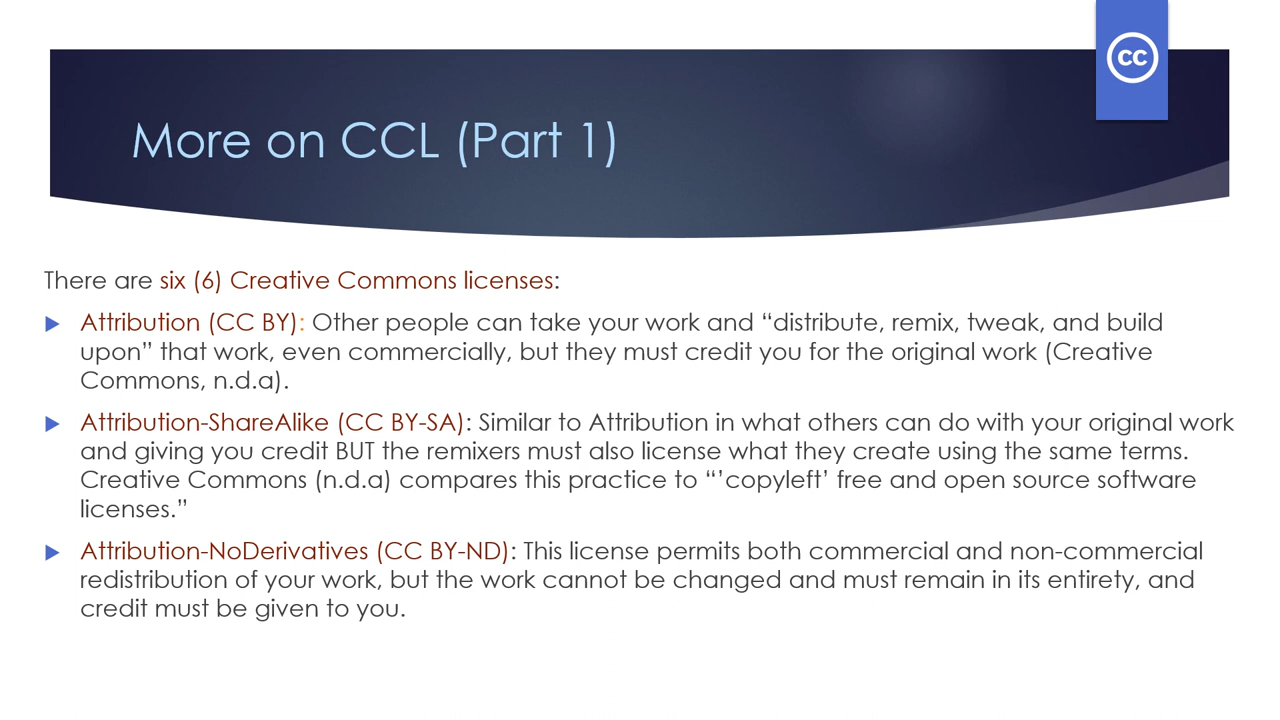 cc
More on CCL (Part 1)
There are six (6) Creative Commons licenses:
Attribution (CC BY): Other people can take your work and “distribute, remix, tweak, and build
upon” that work, even commercially, but they must credit you for the original work (Creative
Commons, n.d.a).
Attribution-ShareAlike (CC BY-SA): Similar to Attribution in what others can do with your original work
and giving you credit BUT the remixers must also license what they create using the same terms.
Creative Commons (n.d.a) compares this practice to “’copyleft’ free and open source software
licenses.”
Attribution-NoDerivatives (CC BY-ND): This license permits both commercial and non-commercial
redistribution of your work, but the work cannot be changed and must remain in its entirety, and
credit must be given to you.